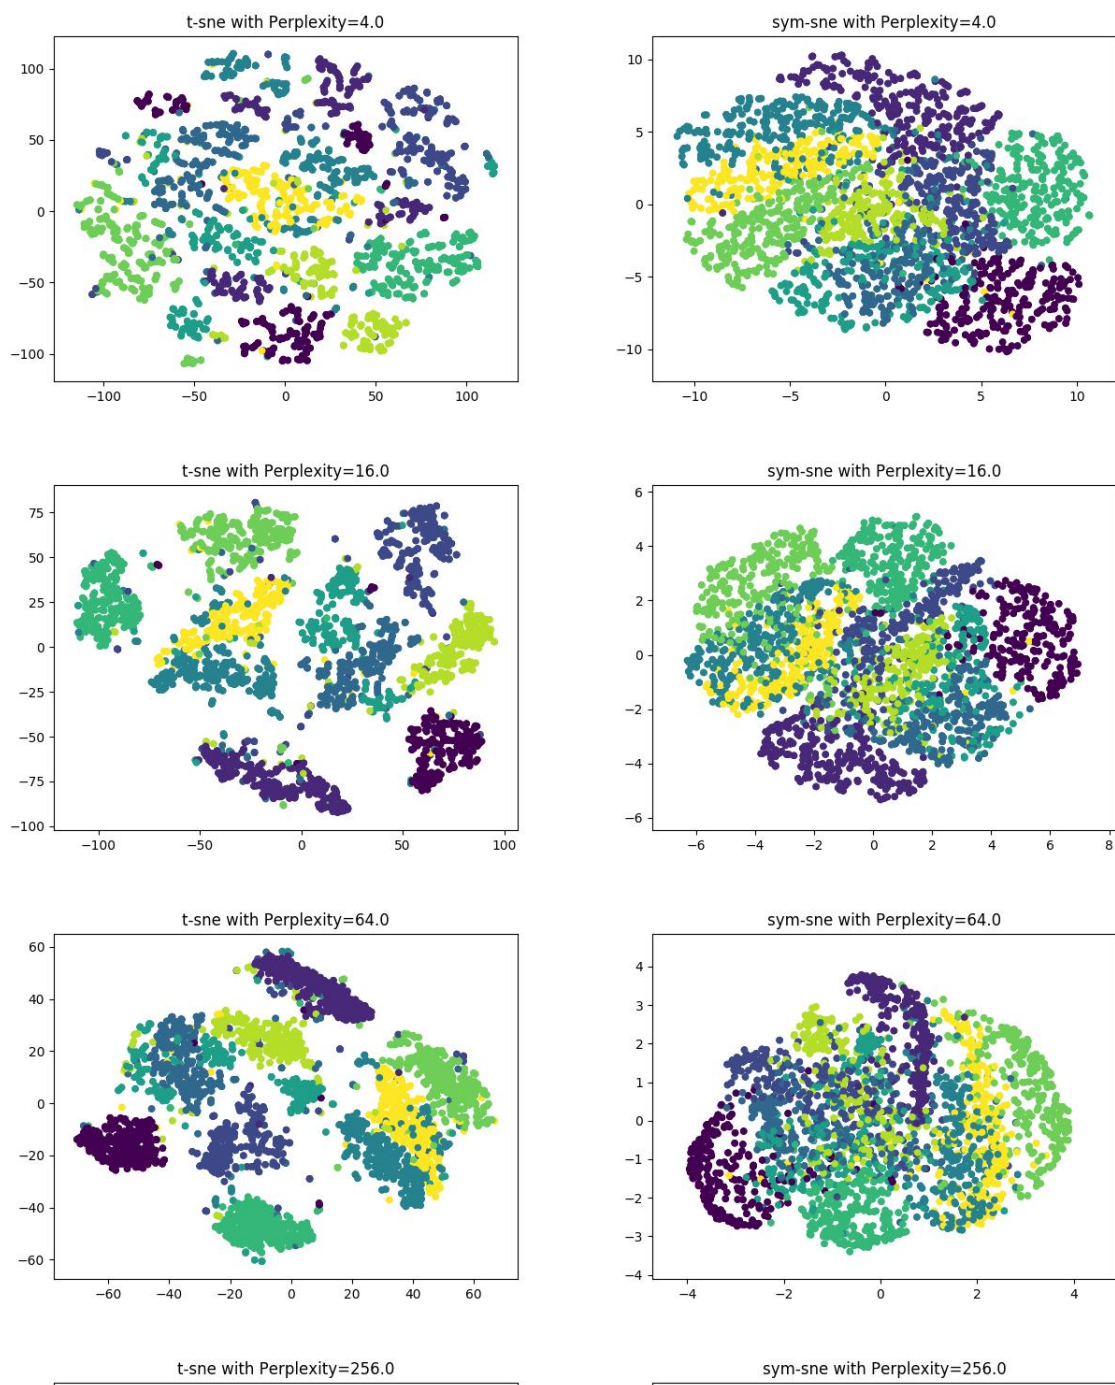 t-sne with Perplexity=4.0
100
50
0
−50
−100
−100 −50 0 50 100
sym-sne with Perplexity=4.0
10
5
0
−5
−10
−10 −5 0 5 10
t-sne with Perplexity=16.0
75
50
25
0
−25
−50
−75
−100
−100 −50 0 50 100
sym-sne with Perplexity=16.0
6
4
2
0
−2
−4
−6
−6 −4 −2 0 2 4 6 8
t-sne with Perplexity=64.0
60
40
20
0
−20
−40
−60
−60 −40 −20 0 20 40 60
sym-sne with Perplexity=64.0
4
3
2
1
0
−1
−2
−3
−4
−4 −2 0 2 4
t-sne with Perplexity=256.0
sym-sne with Perplexity=256.0